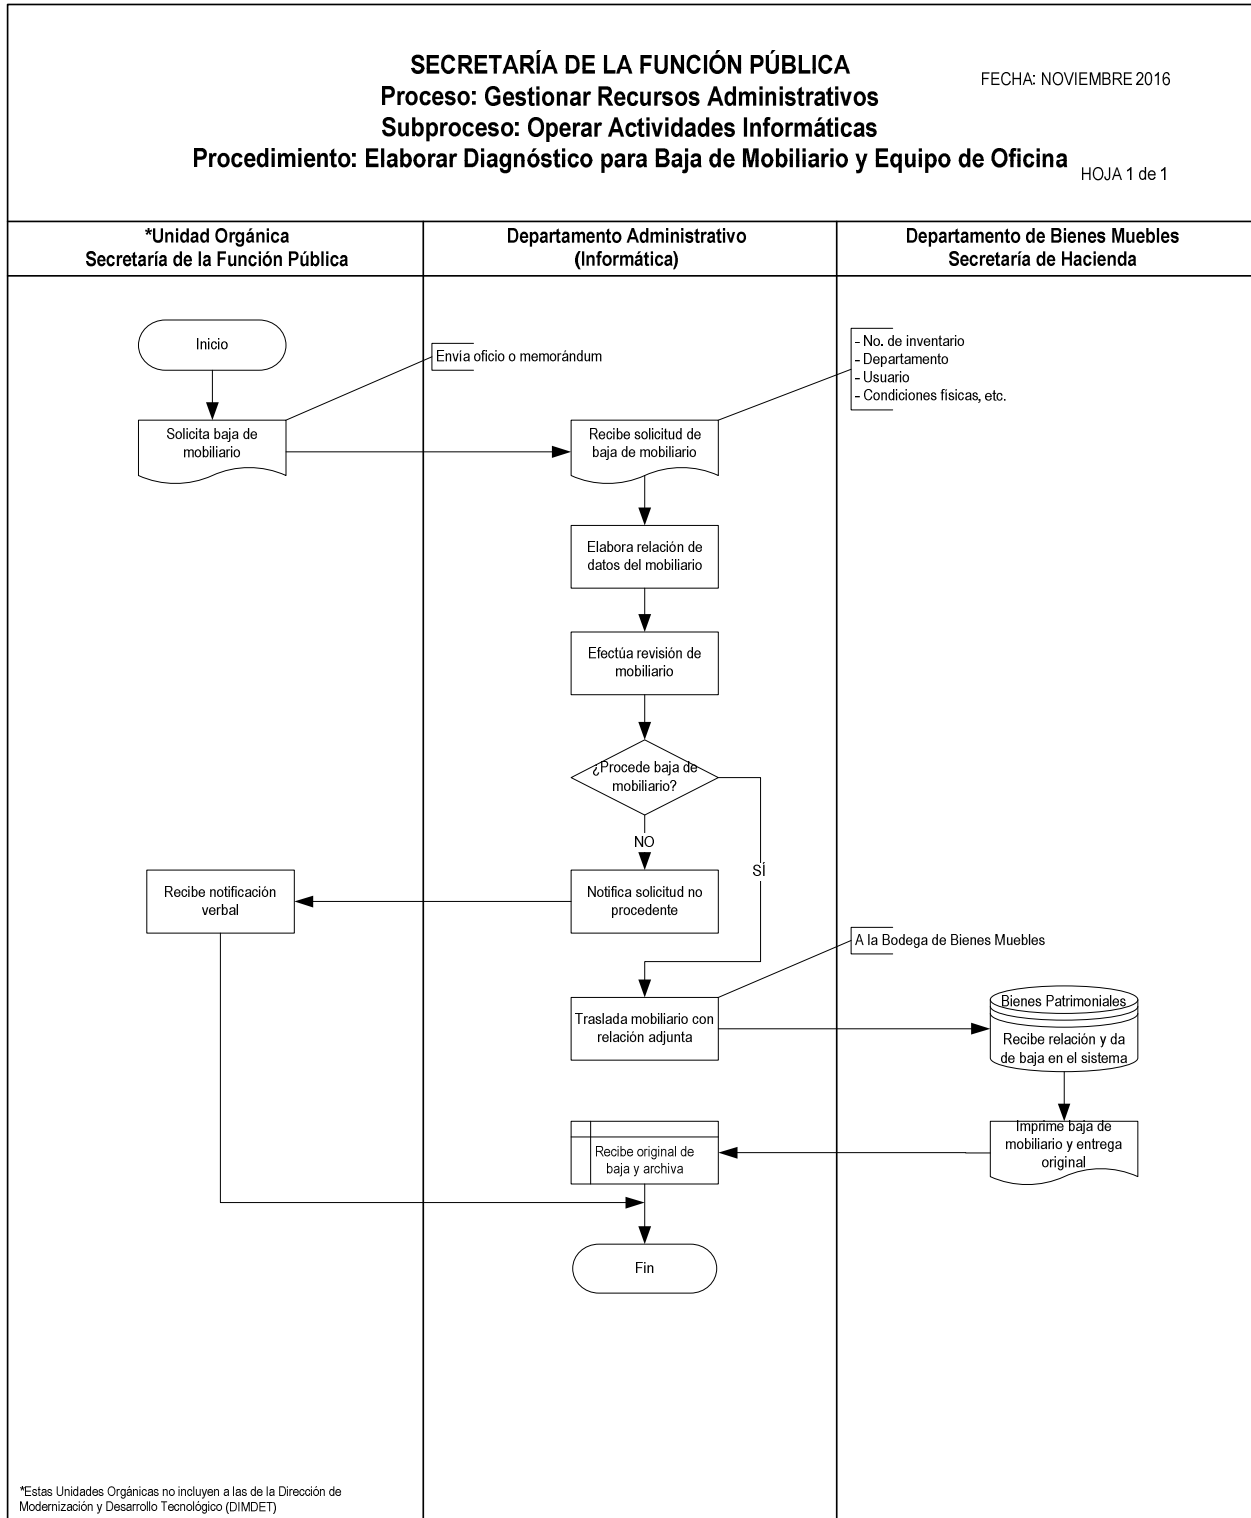 SECRETARÍA DE LA FUNCIÓN PÚBLICA
FECHA: NOVIEMBRE 2016
Proceso: Gestionar Recursos Administrativos
Subproceso: Operar Actividades Informáticas
Procedimiento: Elaborar Diagnóstico para Baja de Mobiliario y Equipo de Oficina
HOJA 1 de 1
*Unidad Orgánica
Secretaría de la Función Pública
Departamento Administrativo
(Informática)
Departamento de Bienes Muebles
Secretaría de Hacienda
Inicio
Envía oficio o memorándum
- No. de inventario
- Departamento
- Usuario
- Condiciones físicas, etc.
Solicita baja de
mobiliario
Recibe solicitud de
baja de mobiliario
Elabora relación de
datos del mobiliario
Efectúa revisión de
mobiliario
¿Procede baja de
mobiliario?
NO
SÍ
Notifica solicitud no
procedente
Recibe notificación
verbal
A la Bodega de Bienes Muebles
Traslada mobiliario con
relación adjunta
Bienes Patrimoniales
Recibe relación y da
de baja en el sistema
Imprime baja de
mobiliario y entrega
original
Recibe original de
baja y archiva
Fin
*Estas Unidades Orgánicas no incluyen a las de la Dirección de
Modernización y Desarrollo Tecnológico (DIMDET)